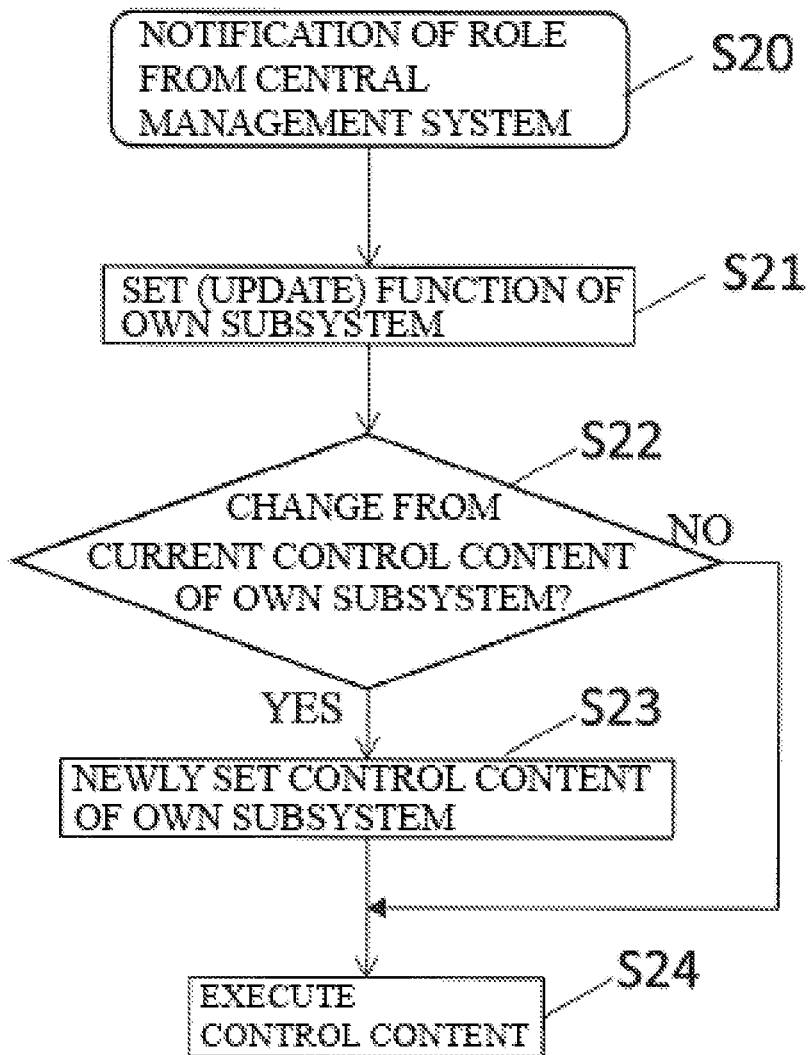 NOTIFICATION OF ROLE
FROM CENTRAL
MANAGEMENT SYSTEM
S20
SET (UPDATE) FUNCTION OF
OWN SUBSYSTEM
S21
S22
CHANGE FROM
CURRENT CONTROL CONTENT
OF OWN SUBSYSTEM?
NO
YES
S23
NEWLY SET CONTROL CONTENT
OF OWN SUBSYSTEM
S24
EXECUTE
CONTROL CONTENT